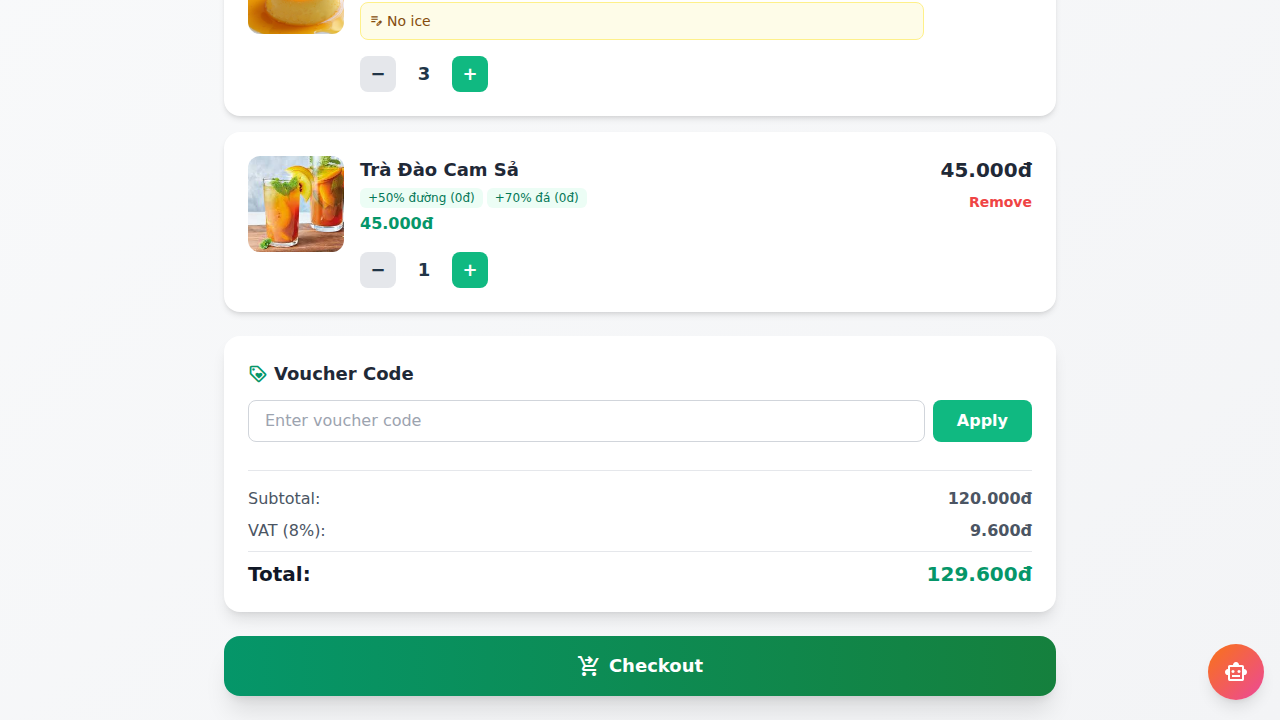 No ice
− 3 +
Trà Đào Cam Sả
45.000đ
+50% đường (0đ) +70% đá (0đ)
Remove
45.000đ
− 1 +
Voucher Code
Enter voucher code
Apply
Subtotal: 120.000đ
VAT (8%): 9.600đ
Total: 129.600đ
Checkout